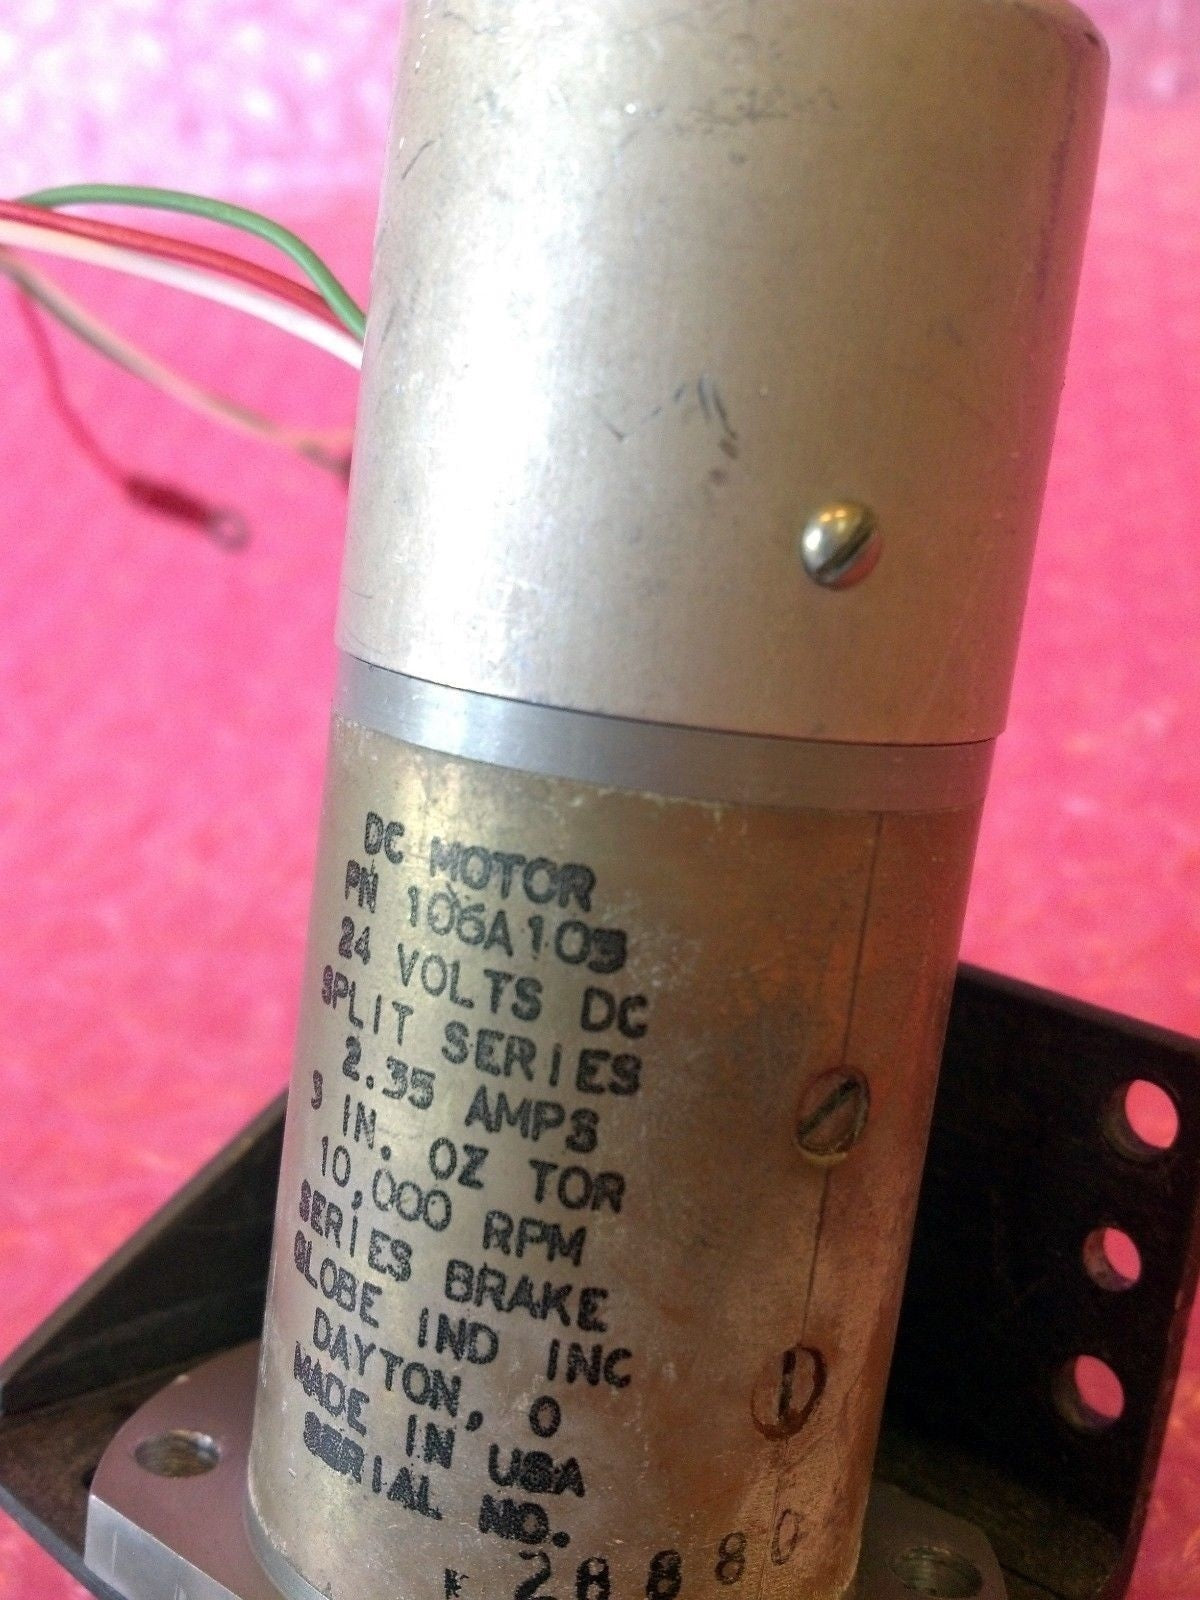 DC MOTOR
PN 106A105
24 VOLTS DC
SPLIT SERIES
2.35 AMPS
IN. OZ TOR
10,000 RPM
SERIES BRAKE
GLOBE IND INC
DAYTON, O
MADE IN USA
SERIAL NO.